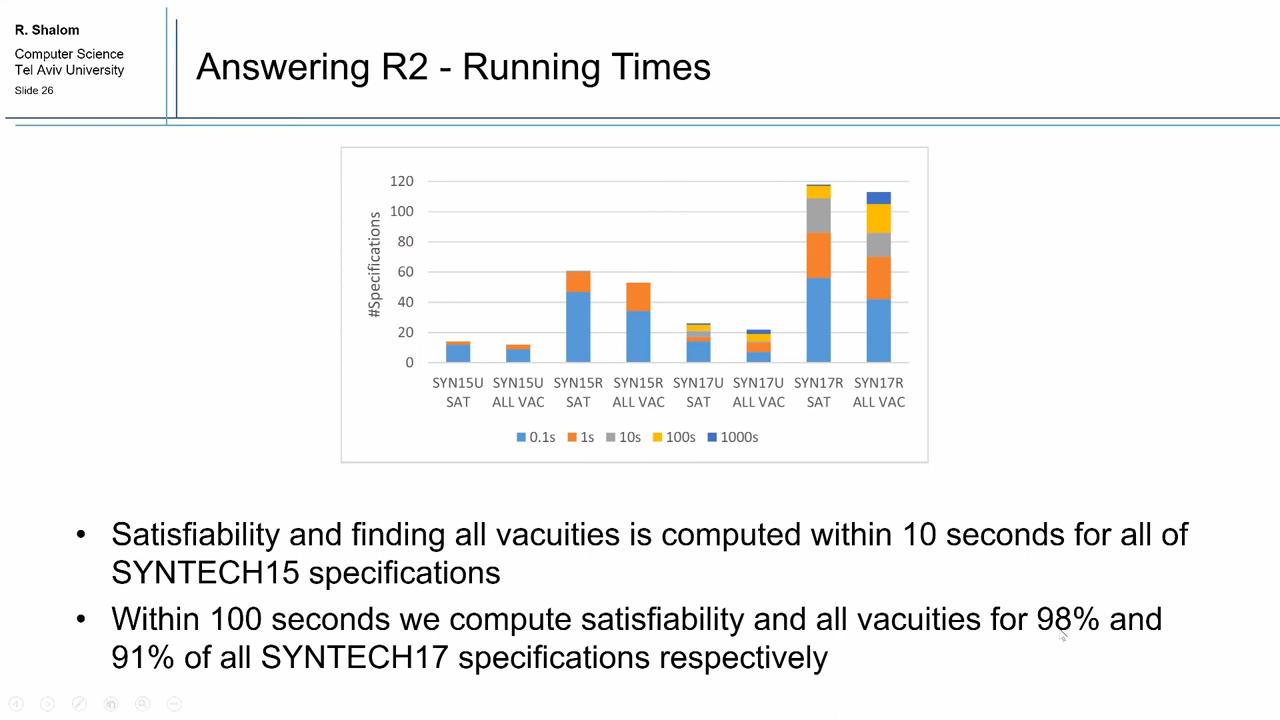 R. Shalom
Computer Science
Tel Aviv University
Slide 26
Answering R2 - Running Times
#Specifications
120
100
80
60
40
20
0
SYN15U SAT
SYN15U ALL VAC
SYN15R SAT
SYN15R ALL VAC
SYN17U SAT
SYN17U ALL VAC
SYN17R SAT
SYN17R ALL VAC
0.1s 1s 10s 100s 1000s
• Satisfiability and finding all vacuities is computed within 10 seconds for all of
SYNTECH15 specifications
• Within 100 seconds we compute satisfiability and all vacuities for 98% and
91% of all SYNTECH17 specifications respectively